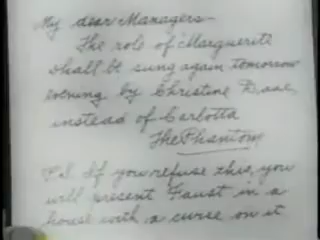 My dear Managers—
The role of Marguerite
shall be sung again tomorrow
evening by Christine Daae,
instead of Carlotta
The Phantom
P.S. If you refuse this, you
will present Faust in a
house with a curse on it